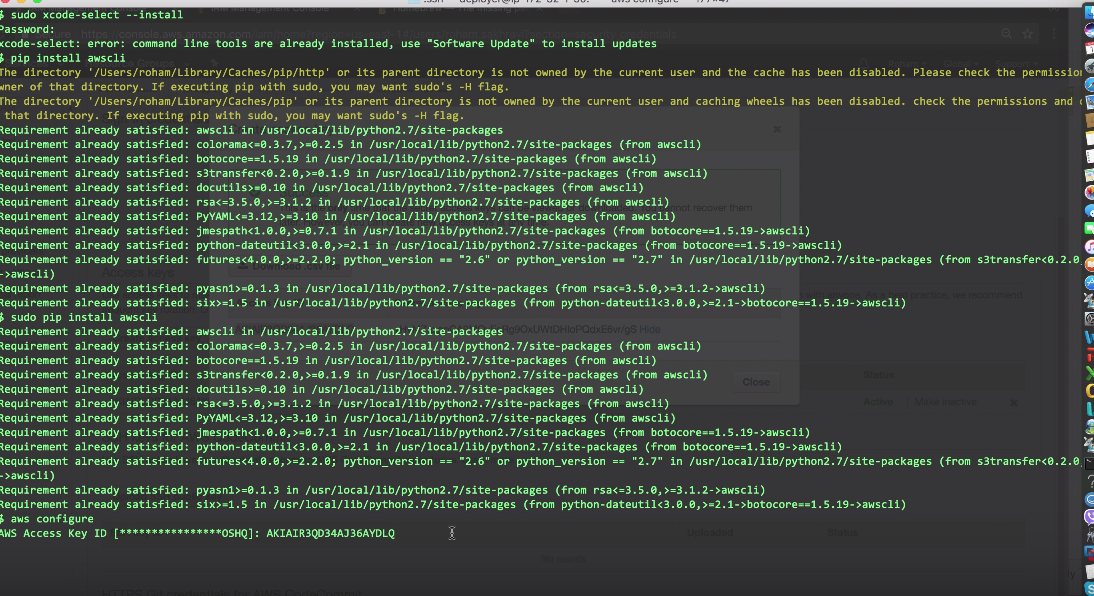 $ sudo xcode-select --install
Password:
xcode-select: error: command line tools are already installed, use "Software Update" to install updates
$ pip install awscli
The directory '/Users/roham/Library/Caches/pip/http' or its parent directory is not owned by the current user and the cache has been disabled. Please check the permissio
wner of that directory. If executing pip with sudo, you may want sudo's -H flag.
The directory '/Users/roham/Library/Caches/pip' or its parent directory is not owned by the current user and caching wheels has been disabled. check the permissions and
that directory. If executing pip with sudo, you may want sudo's -H flag.
Requirement already satisfied: awscli in /usr/local/lib/python2.7/site-packages
Requirement already satisfied: colorama<=0.3.7,>=0.2.5 in /usr/local/lib/python2.7/site-packages (from awscli)
Requirement already satisfied: botocore==1.5.19 in /usr/local/lib/python2.7/site-packages (from awscli)
Requirement already satisfied: s3transfer<0.2.0,>=0.1.9 in /usr/local/lib/python2.7/site-packages (from awscli)
Requirement already satisfied: docutils>=0.10 in /usr/local/lib/python2.7/site-packages (from awscli)
Requirement already satisfied: rsa<=3.5.0,>=3.1.2 in /usr/local/lib/python2.7/site-packages (from awscli)
Requirement already satisfied: PyYAML<=3.12,>=3.10 in /usr/local/lib/python2.7/site-packages (from awscli)
Requirement already satisfied: jmespath<1.0.0,>=0.7.1 in /usr/local/lib/python2.7/site-packages (from botocore==1.5.19->awscli)
Requirement already satisfied: python-dateutil<3.0.0,>=2.1 in /usr/local/lib/python2.7/site-packages (from botocore==1.5.19->awscli)
Requirement already satisfied: futures<4.0.0,>=2.2.0; python_version == "2.6" or python_version == "2.7" in /usr/local/lib/python2.7/site-packages (from s3transfer<0.2.0
->awscli)
Requirement already satisfied: pyasn1>=0.1.3 in /usr/local/lib/python2.7/site-packages (from rsa<=3.5.0,>=3.1.2->awscli)
Requirement already satisfied: six>=1.5 in /usr/local/lib/python2.7/site-packages (from python-dateutil<3.0.0,>=2.1->botocore==1.5.19->awscli)
$ sudo pip install awscli
Requirement already satisfied: awscli in /usr/local/lib/python2.7/site-packages
Requirement already satisfied: colorama<=0.3.7,>=0.2.5 in /usr/local/lib/python2.7/site-packages (from awscli)
Requirement already satisfied: botocore==1.5.19 in /usr/local/lib/python2.7/site-packages (from awscli)
Requirement already satisfied: s3transfer<0.2.0,>=0.1.9 in /usr/local/lib/python2.7/site-packages (from awscli)
Requirement already satisfied: docutils>=0.10 in /usr/local/lib/python2.7/site-packages (from awscli)
Requirement already satisfied: rsa<=3.5.0,>=3.1.2 in /usr/local/lib/python2.7/site-packages (from awscli)
Requirement already satisfied: PyYAML<=3.12,>=3.10 in /usr/local/lib/python2.7/site-packages (from awscli)
Requirement already satisfied: jmespath<1.0.0,>=0.7.1 in /usr/local/lib/python2.7/site-packages (from botocore==1.5.19->awscli)
Requirement already satisfied: python-dateutil<3.0.0,>=2.1 in /usr/local/lib/python2.7/site-packages (from botocore==1.5.19->awscli)
Requirement already satisfied: futures<4.0.0,>=2.2.0; python_version == "2.6" or python_version == "2.7" in /usr/local/lib/python2.7/site-packages (from s3transfer<0.2.0
->awscli)
Requirement already satisfied: pyasn1>=0.1.3 in /usr/local/lib/python2.7/site-packages (from rsa<=3.5.0,>=3.1.2->awscli)
Requirement already satisfied: six>=1.5 in /usr/local/lib/python2.7/site-packages (from python-dateutil<3.0.0,>=2.1->botocore==1.5.19->awscli)
$ aws configure
AWS Access Key ID [****************OSHQ]: AKIAIR3QD34AJ36AYDLQ
Access keys
Download .csv file
Hide
Close
Status
Active
Make inactive
Uploaded
Status